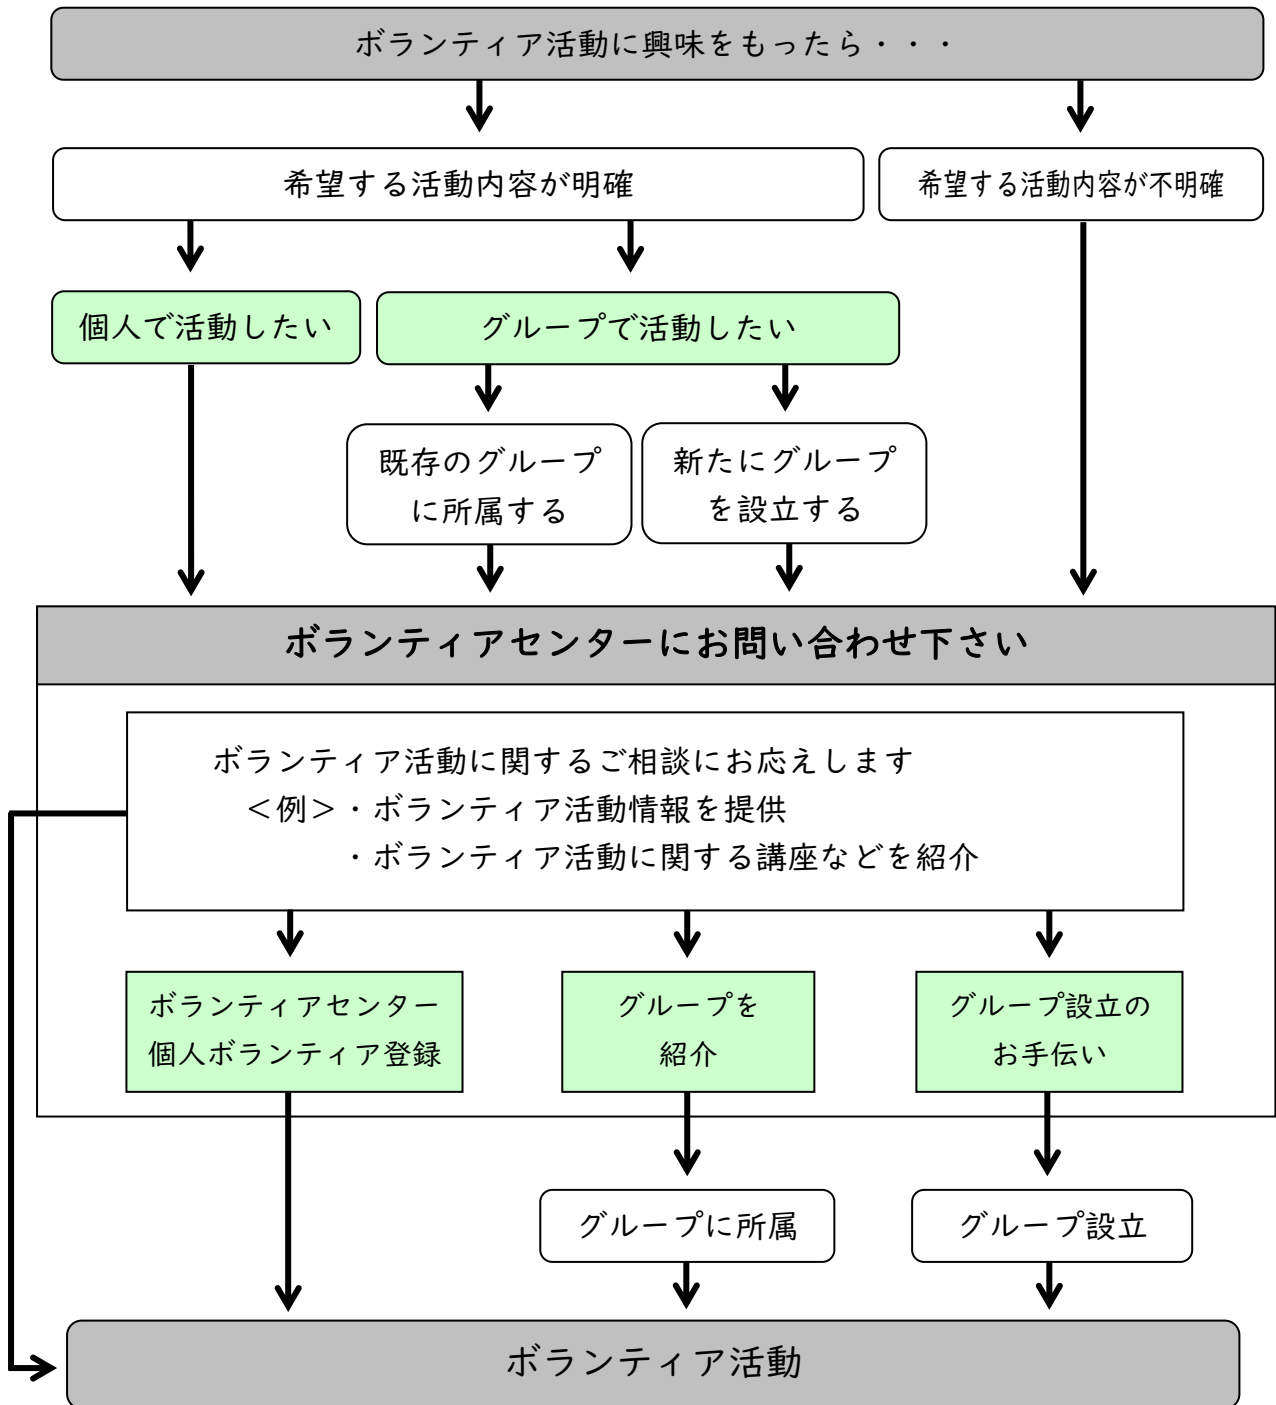 ボランティア活動に興味をもったら・・・
希望する活動内容が明確
希望する活動内容が不明確
個人で活動したい
グループで活動したい
既存のグループ
に所属する
新たにグループ
を設立する
ボランティアセンターにお問い合わせ下さい
ボランティア活動に関するご相談にお応えします
＜例＞・ボランティア活動情報を提供
・ボランティア活動に関する講座などを紹介
ボランティアセンター
個人ボランティア登録
グループを
紹介
グループ設立の
お手伝い
グループに所属
グループ設立
ボランティア活動